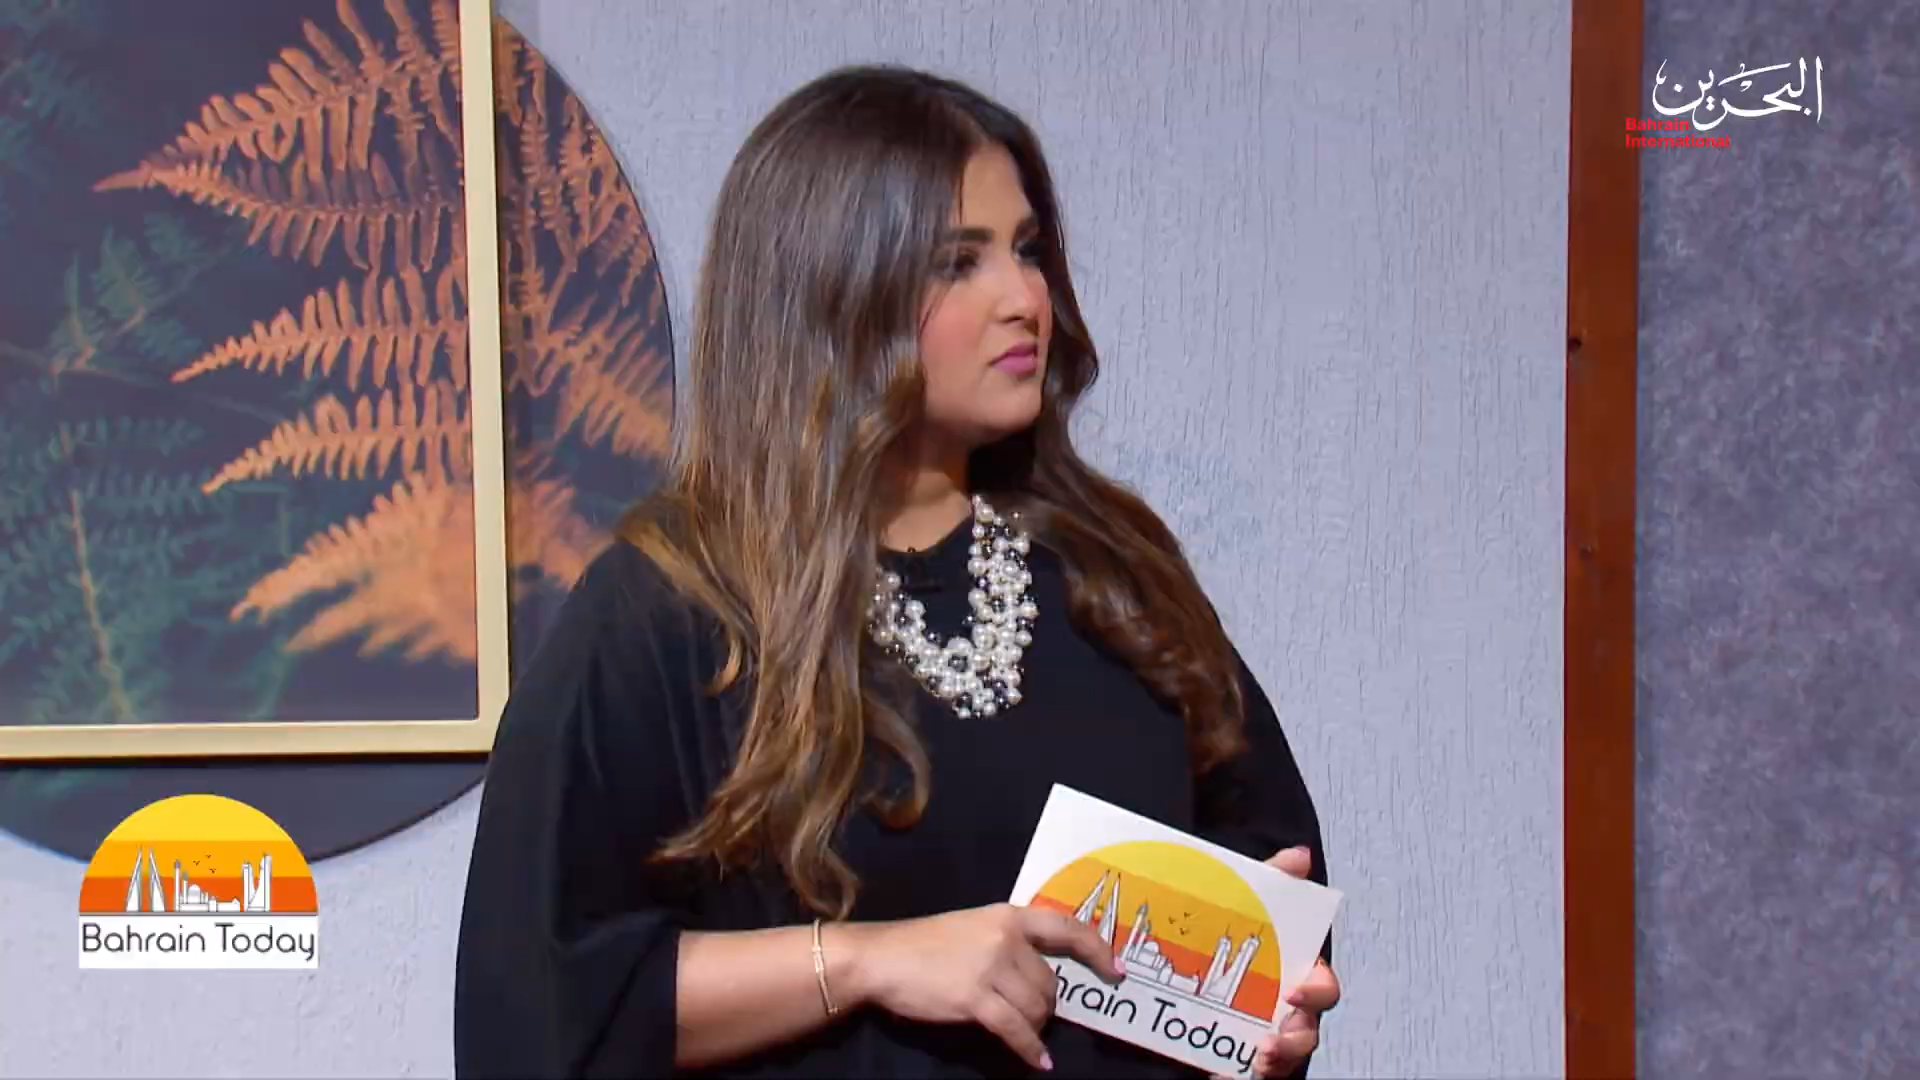 البحرين
Bahrain
International
Bahrain Today
hrain Today